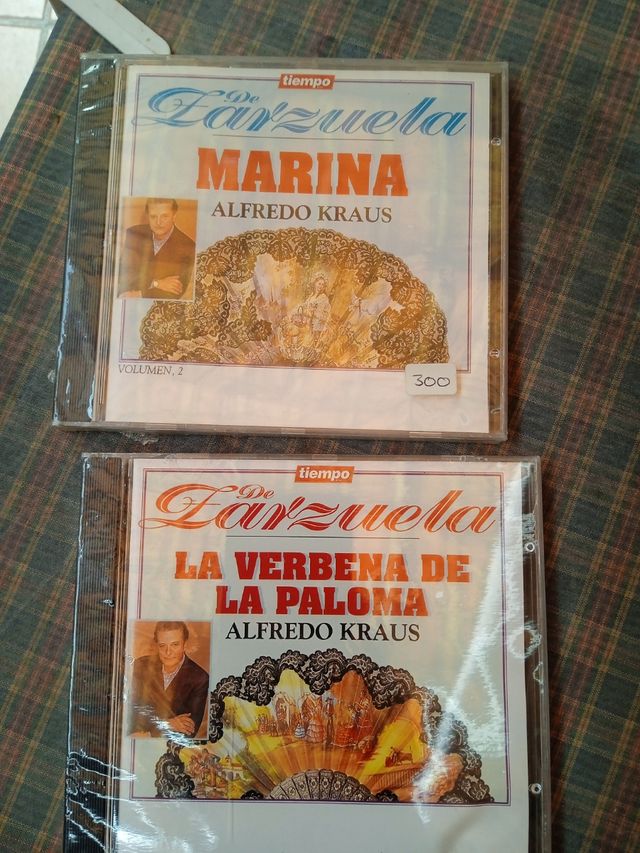 tiempo
De
Zarzuela
MARINA
ALFREDO KRAUS
VOLUMEN, 2
300
tiempo
De
Zarzuela
LA VERBENA DE
LA PALOMA
ALFREDO KRAUS